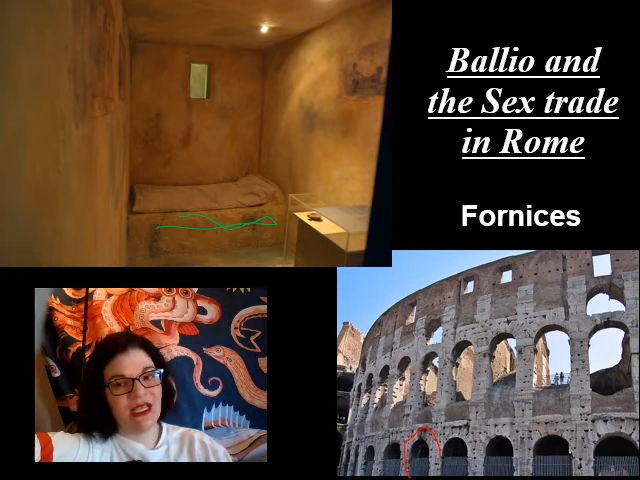 Ballio and
the Sex trade
in Rome
Fornices